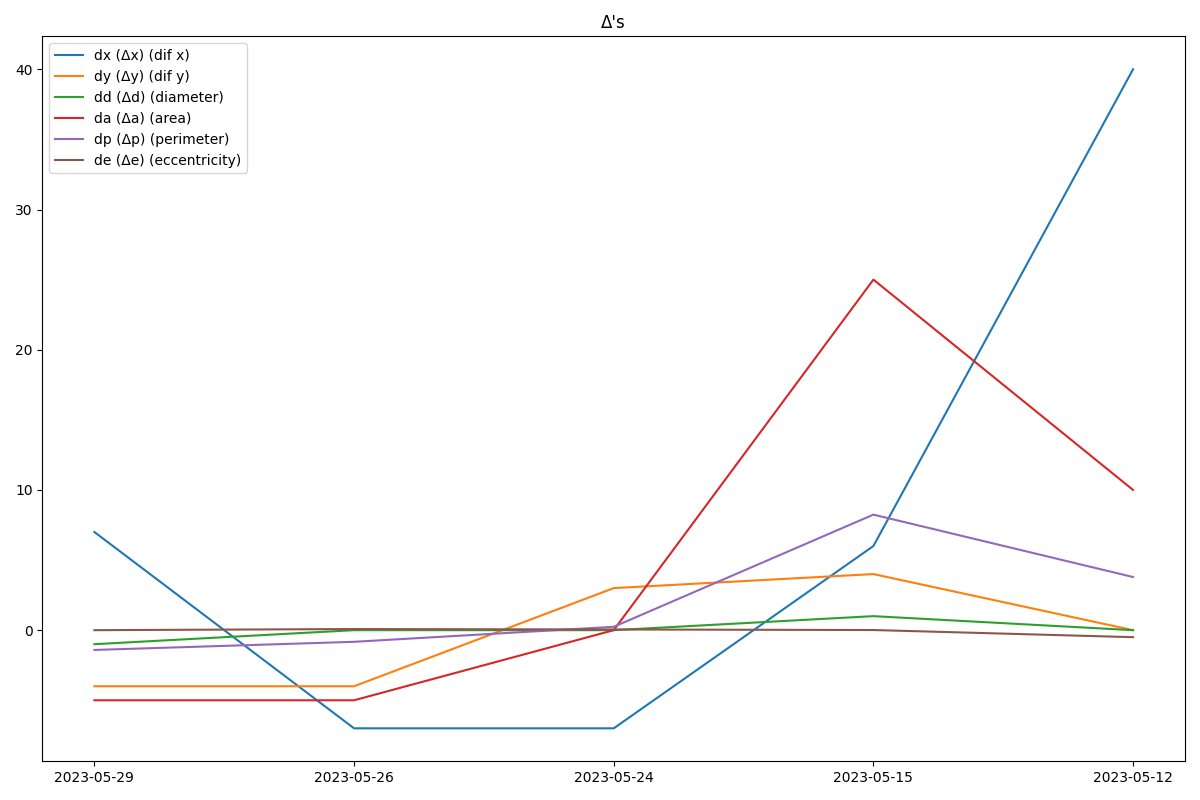 Δ's
dx (Δx) (dif x)
dy (Δy) (dif y)
dd (Δd) (diameter)
da (Δa) (area)
dp (Δp) (perimeter)
de (Δe) (eccentricity)
40
30
20
10
0
2023-05-29
2023-05-26
2023-05-24
2023-05-15
2023-05-12